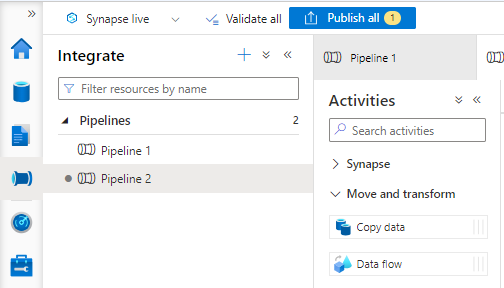 Synapse live
Validate all
Publish all
1
Integrate
Pipeline 1
Filter resources by name
Activities
Pipelines
2
Search activities
Pipeline 1
Synapse
Pipeline 2
Move and transform
Copy data
Data flow